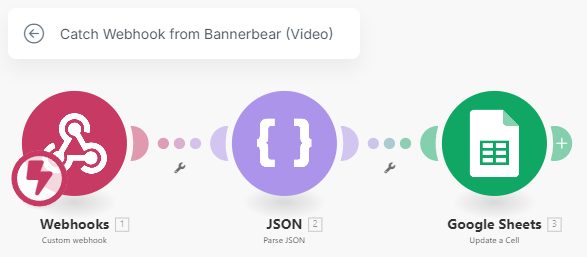 Catch Webhook from Bannerbear (Video)
Webhooks 1
Custom webhook
JSON 2
Parse JSON
Google Sheets 3
Update a Cell